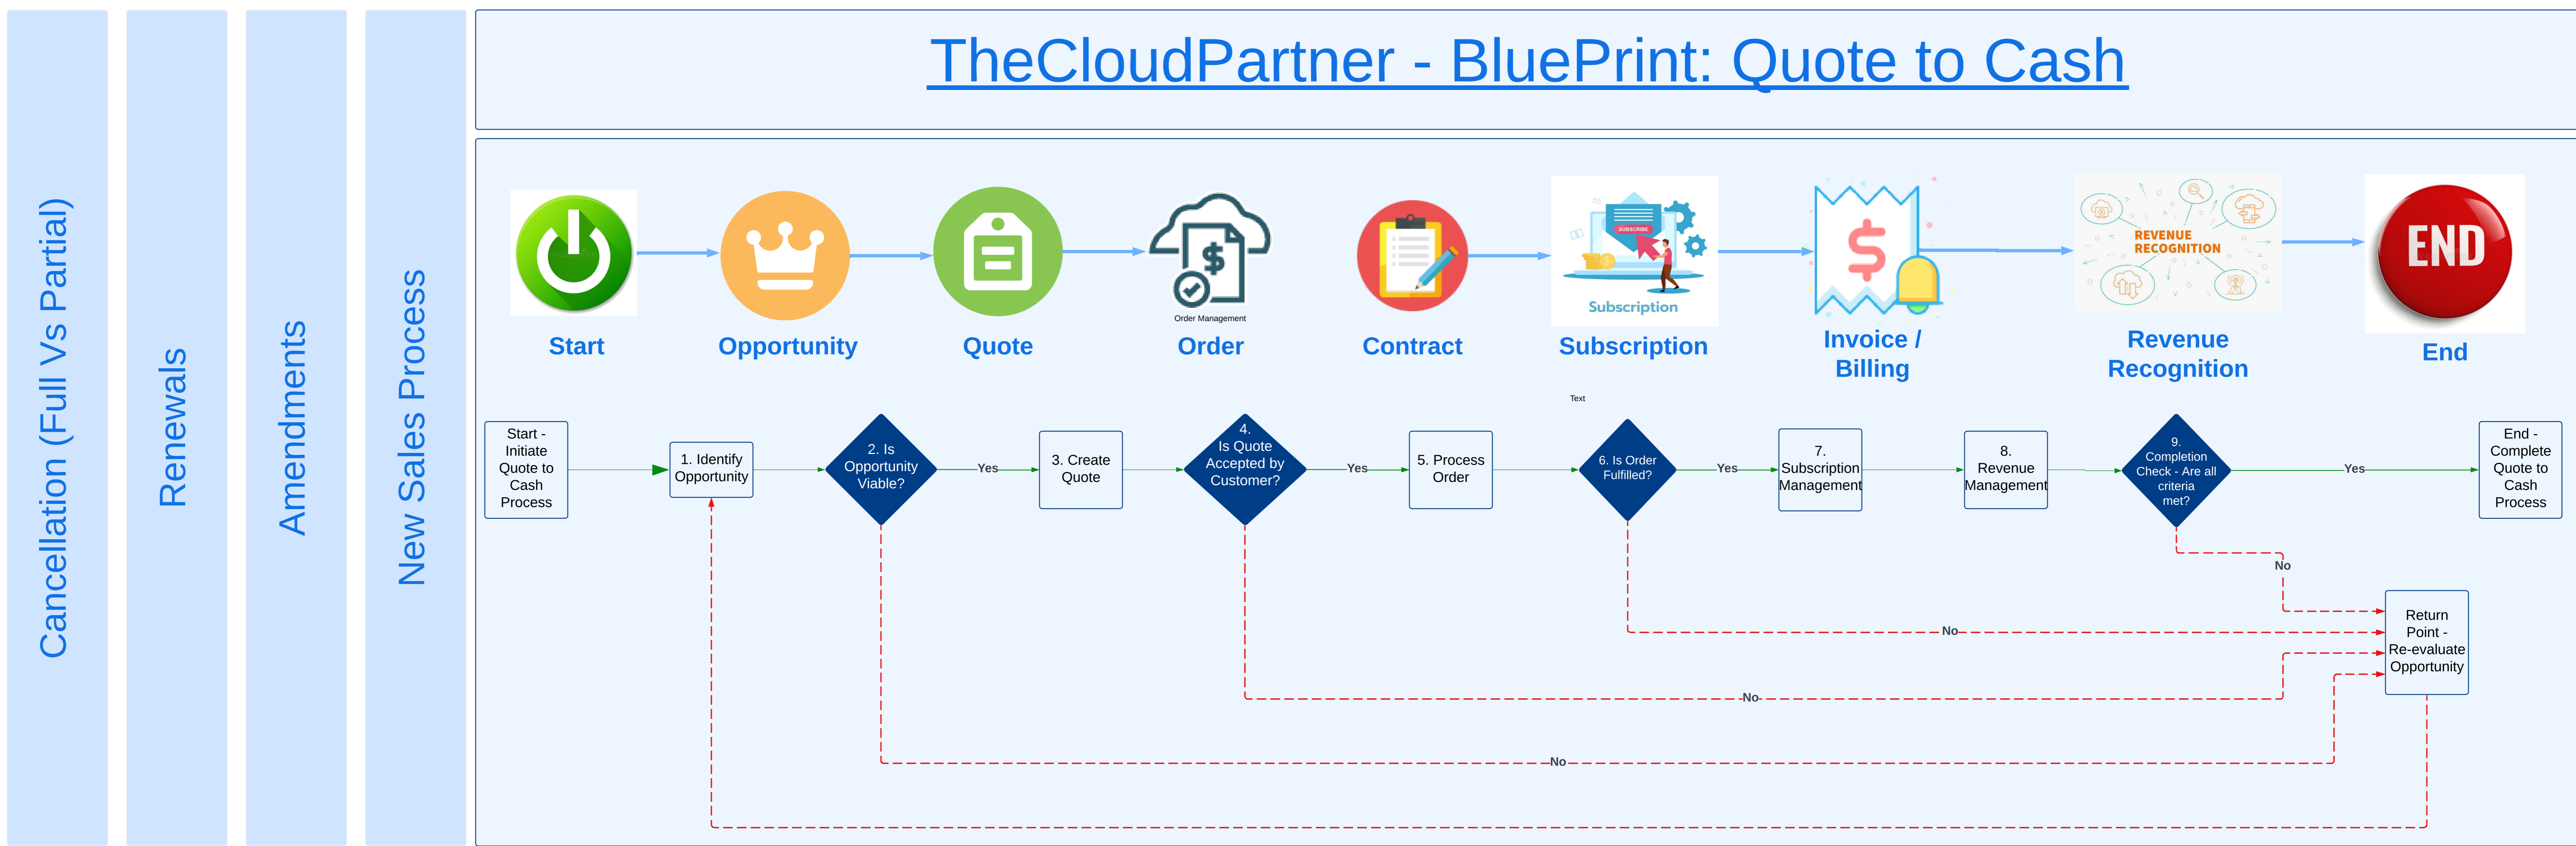 TheCloudPartner - BluePrint: Quote to Cash
Cancellation (Full Vs Partial)
Renewals
Amendments
New Sales Process
Order Management
SUBSCRIBE
Subscription
REVENUE
RECOGNITION
END
Start
Opportunity
Quote
Order
Contract
Subscription
Invoice /
Billing
Revenue
Recognition
End
Text
Start -
Initiate
Quote to
Cash
Process
1. Identify
Opportunity
2. Is
Opportunity
Viable?
Yes
3. Create
Quote
4.
Is Quote
Accepted by
Customer?
Yes
5. Process
Order
6. Is Order
Fulfilled?
Yes
7.
Subscription
Management
8.
Revenue
Management
9.
Completion
Check - Are all
criteria
met?
Yes
End -
Complete
Quote to
Cash
Process
No
No
No
No
Return
Point -
Re-evaluate
Opportunity